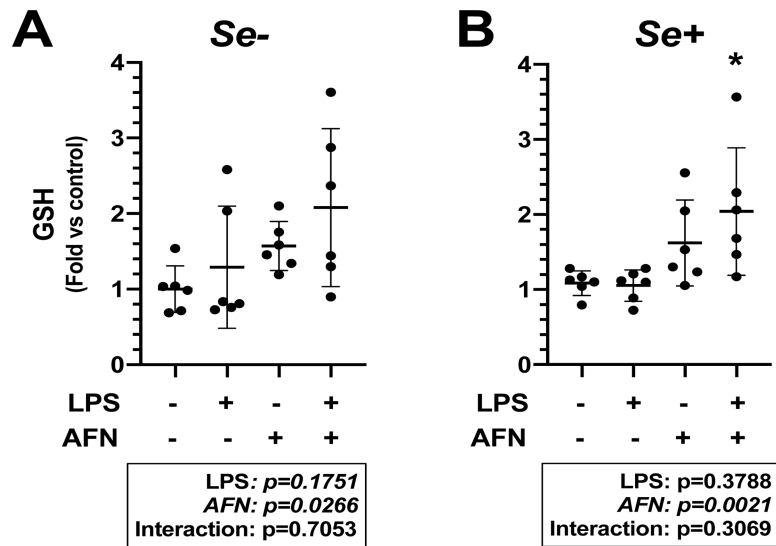 A Se- B Se+
*
GSH
(Fold vs control)
4 4
3 3
2 2
1 1
0 0
LPS - + - + LPS - + - +
AFN - - + + AFN - - + +
LPS: p=0.1751
AFN: p=0.0266
Interaction: p=0.7053
LPS: p=0.3788
AFN: p=0.0021
Interaction: p=0.3069